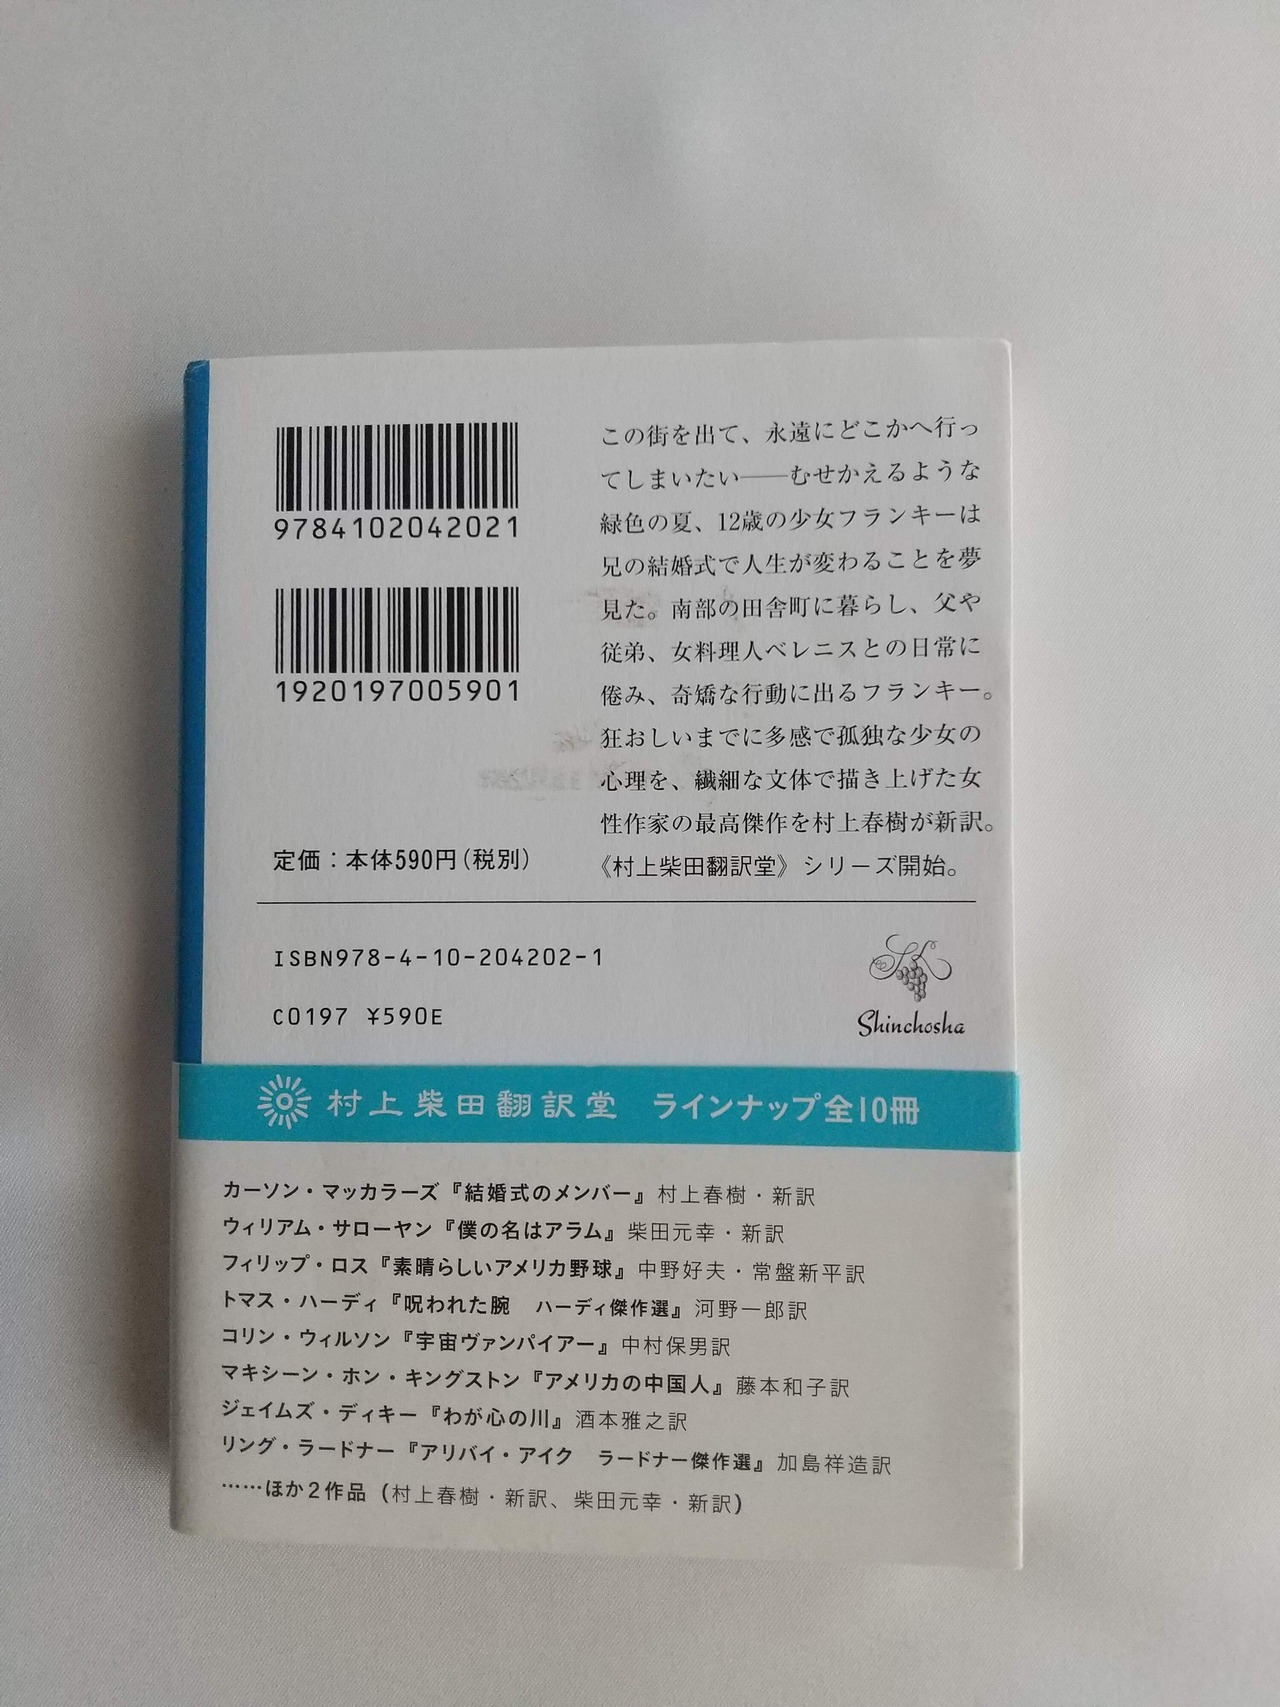 9784102042021
1920197005901
定価：本体590円（税別）
この街を出て、永遠にどこかへ行っ
てしまいたい――むせかえるような
緑色の夏、12歳の少女フランキーは
兄の結婚式で人生が変わることを夢
見た。南部の田舎町に暮らし、父や
従弟、女料理人ベレニスとの日常に
倦み、奇矯な行動に出るフランキー。
狂おしいまでに多感で孤独な少女の
心理を、繊細な文体で描き上げた女
性作家の最高傑作を村上春樹が新訳。
《村上柴田翻訳堂》シリーズ開始。
ISBN978-4-10-204202-1
C0197 ¥590E
Shinchosha
村上柴田翻訳堂 ラインナップ全10冊
カーソン・マッカラーズ『結婚式のメンバー』村上春樹・新訳
ウィリアム・サローヤン『僕の名はアラム』柴田元幸・新訳
フィリップ・ロス『素晴らしいアメリカ野球』中野好夫・常盤新平訳
トマス・ハーディ『呪われた腕　ハーディ傑作選』河野一郎訳
コリン・ウィルソン『宇宙ヴァンパイアー』中村保男訳
マキシーン・ホン・キングストン『アメリカの中国人』藤本和子訳
ジェイムズ・ディキー『わが心の川』酒本雅之訳
リング・ラードナー『アリバイ・アイク　ラードナー傑作選』加島祥造訳
……ほか2作品（村上春樹・新訳、柴田元幸・新訳）